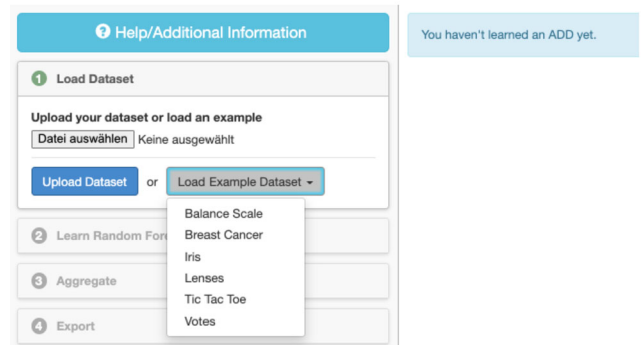 Help/Additional Information
You haven't learned an ADD yet.
1 Load Dataset
Upload your dataset or load an example
Datei auswählen Keine ausgewählt
Upload Dataset or Load Example Dataset
Balance Scale
Breast Cancer
Iris
Lenses
Tic Tac Toe
Votes
2 Learn Random Fore
3 Aggregate
4 Export